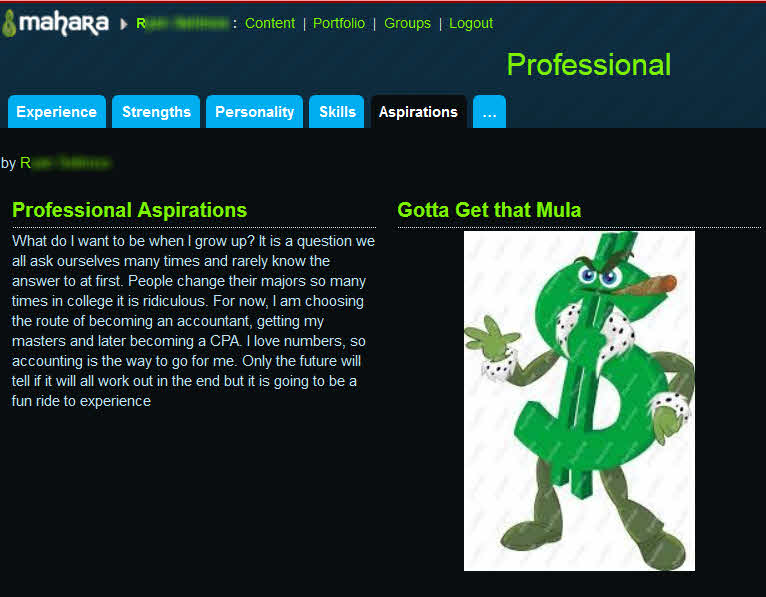 mahara R : Content | Portfolio | Groups | Logout
Professional
Experience Strengths Personality Skills Aspirations ...
by R
Professional Aspirations
What do I want to be when I grow up? It is a question we
all ask ourselves many times and rarely know the
answer to at first. People change their majors so many
times in college it is ridiculous. For now, I am choosing
the route of becoming an accountant, getting my
masters and later becoming a CPA. I love numbers, so
accounting is the way to go for me. Only the future will
tell if it will all work out in the end but it is going to be a
fun ride to experience
Gotta Get that Mula